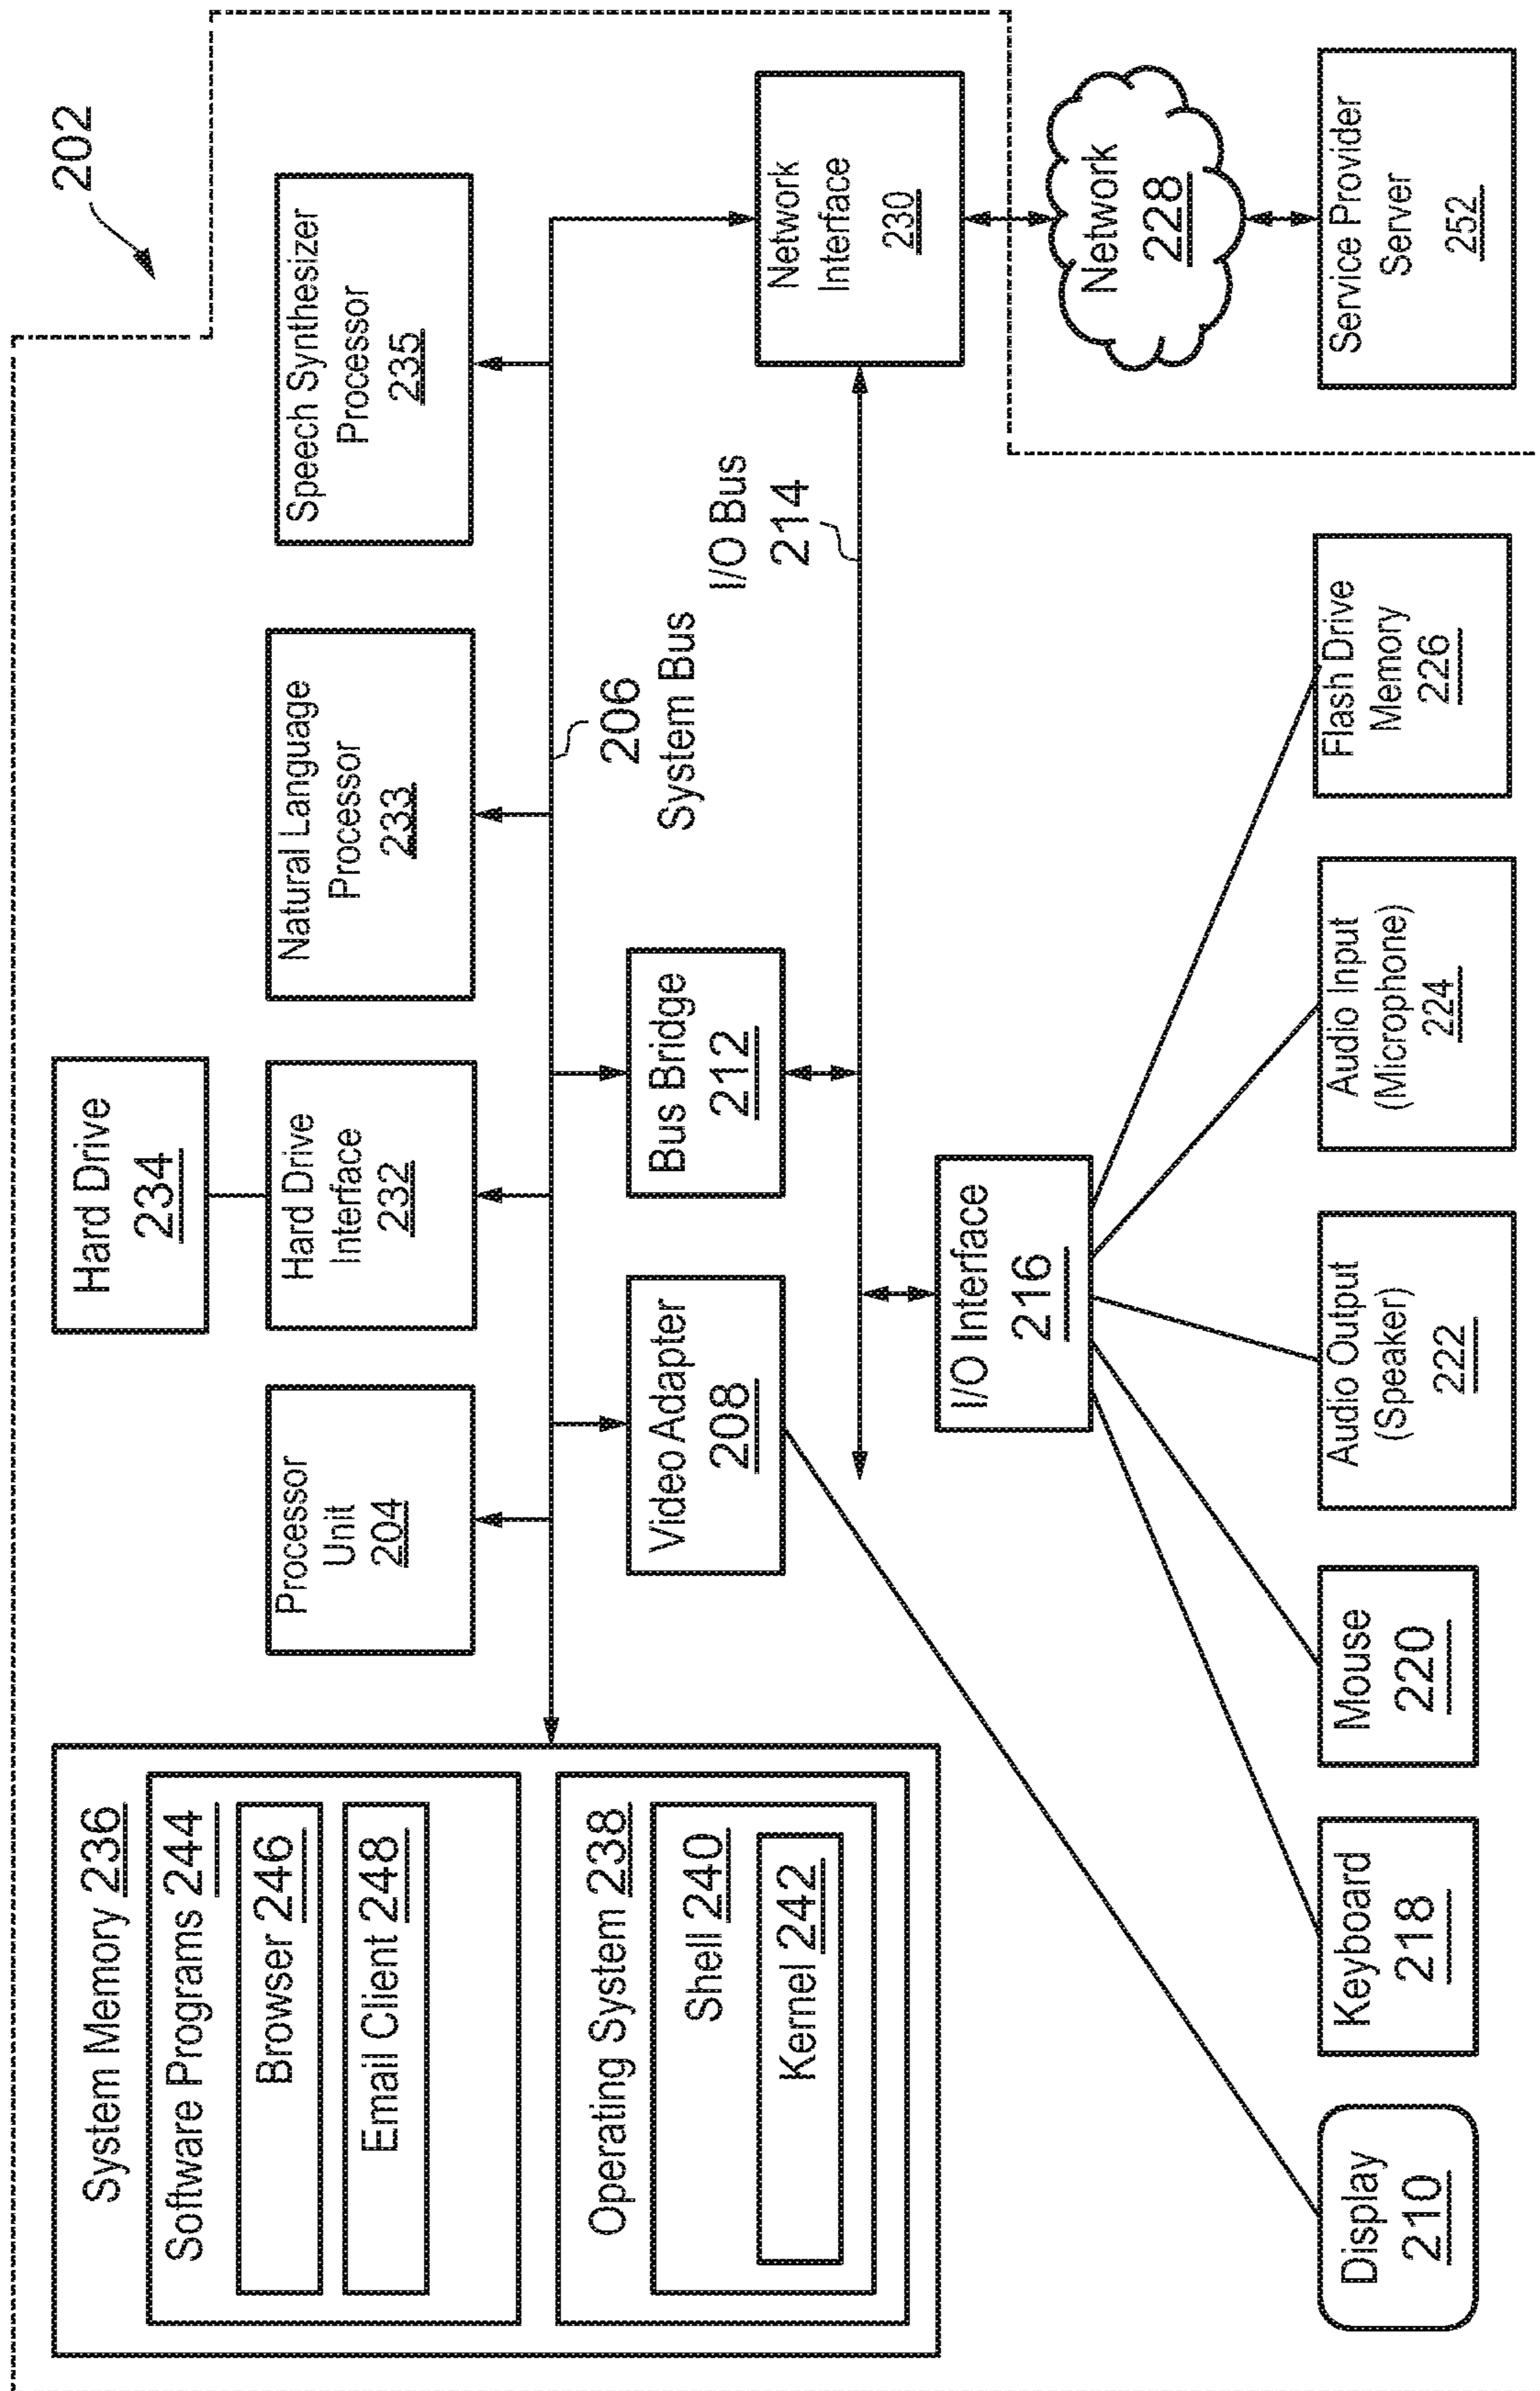 202
System Memory 236
Software Programs 244
Browser 246
Email Client 248
Operating System 238
Shell 240
Kernel 242
Processor
Unit
204
Hard Drive
234
Hard Drive
Interface
232
Natural Language
Processor
233
Speech Synthesizer
Processor
235
206
System Bus
Video Adapter
208
Bus Bridge
212
I/O Bus
214
Network
Interface
230
I/O Interface
216
Network
228
Display
210
Keyboard
218
Mouse
220
Audio Output
(Speaker)
222
Audio Input
(Microphone)
224
Flash Drive
Memory
226
Service Provider
Server
252